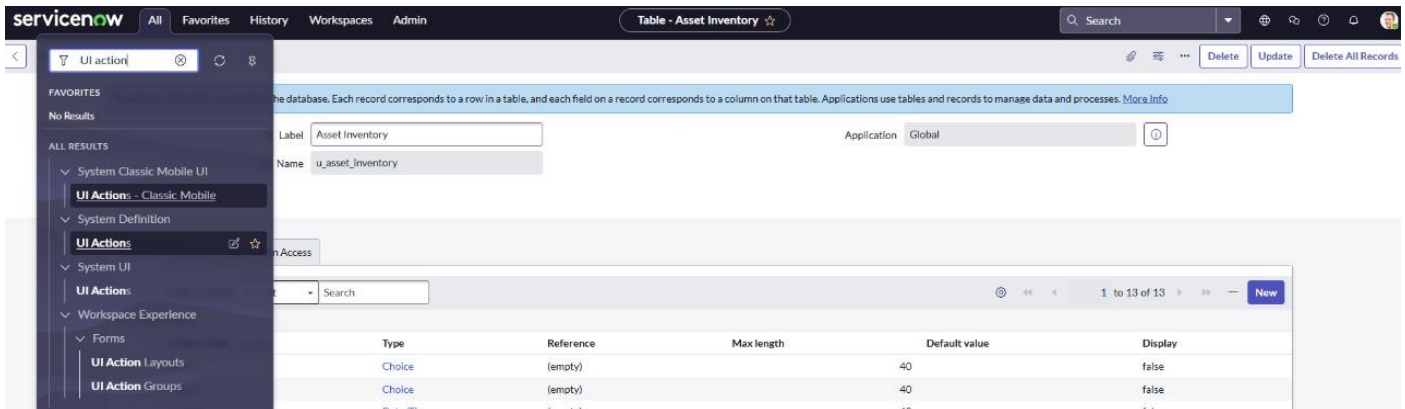 servicenow All Favorites History Workspaces Admin Table - Asset Inventory Search
UI action Delete Update Delete All Records
FAVORITES
No Results
he database. Each record corresponds to a row in a table, and each field on a record corresponds to a column on that table. Applications use tables and records to manage data and processes. More Info
Label Asset Inventory Application Global
Name u_asset_inventory
ALL RESULTS
System Classic Mobile UI
UI Actions - Classic Mobile
System Definition
UI Actions
n Access
System UI
UI Actions
Search 1 to 13 of 13 New
Workspace Experience
Forms
Type Reference Max length Default value Display
UI Action Layouts
Choice (empty) 40 false
UI Action Groups
Choice (empty) 40 false